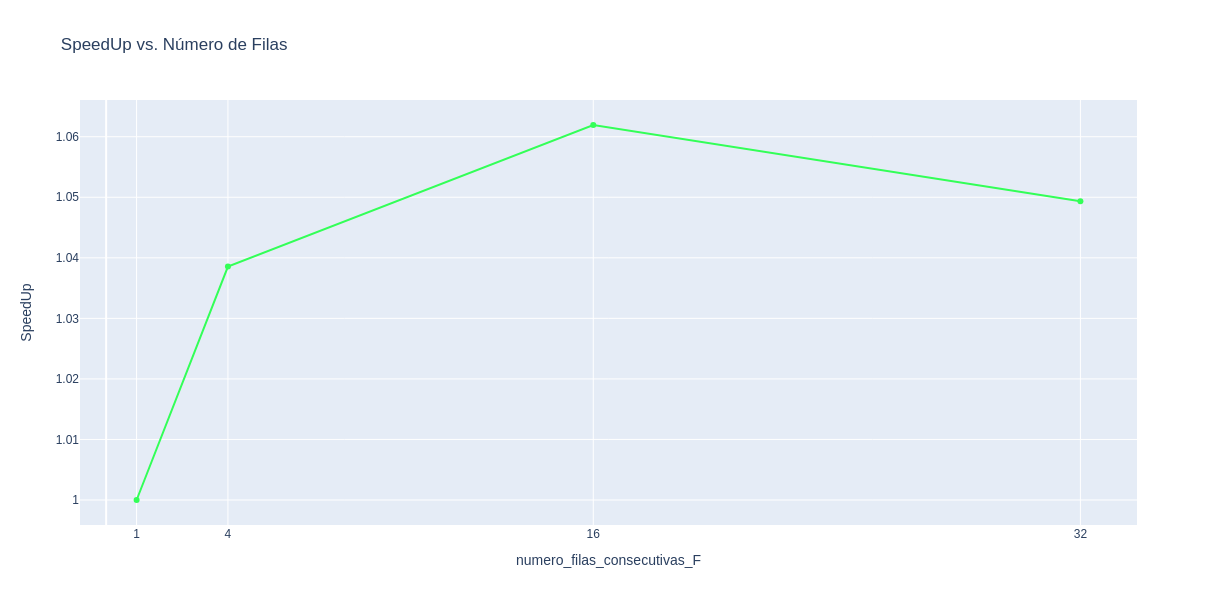 SpeedUp vs. Número de Filas
SpeedUp
1.06
1.05
1.04
1.03
1.02
1.01
1
1 4 16 32
numero_filas_consecutivas_F